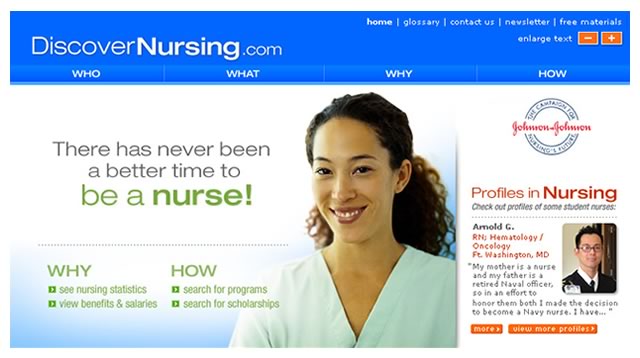 home | glossary | contact us | newsletter | free materials
DiscoverNursing.com
enlarge text - +
WHO WHAT WHY HOW
There has never been
a better time to
be a nurse!
WHY
see nursing statistics
view benefits & salaries
HOW
search for programs
search for scholarships
THE CAMPAIGN FOR
Johnson & Johnson
NURSING'S FUTURE
Profiles in Nursing
Check out profiles of some student nurses:
Arnold G.
RN; Hematology /
Oncology
Ft. Washington, MD
"My mother is a nurse
and my father is a
retired Naval officer,
so in an effort to
honor them both I made the decision
to become a Navy nurse. I have..."
more▸ view more profiles▸